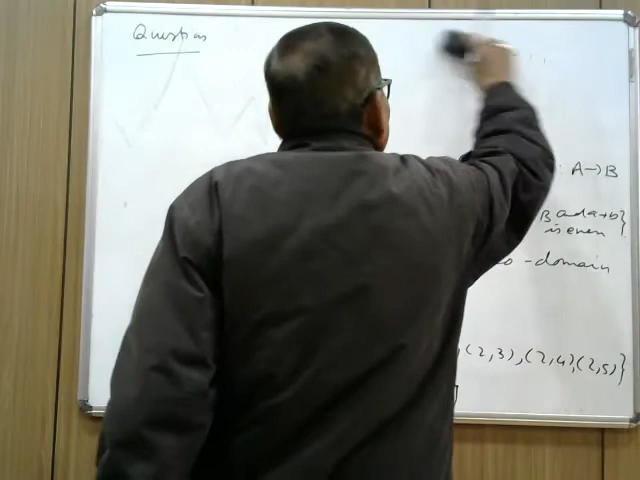 Question
: A→B
B and a+b}
is even
co-domain
,(2,3),(2,4)(2,5)}